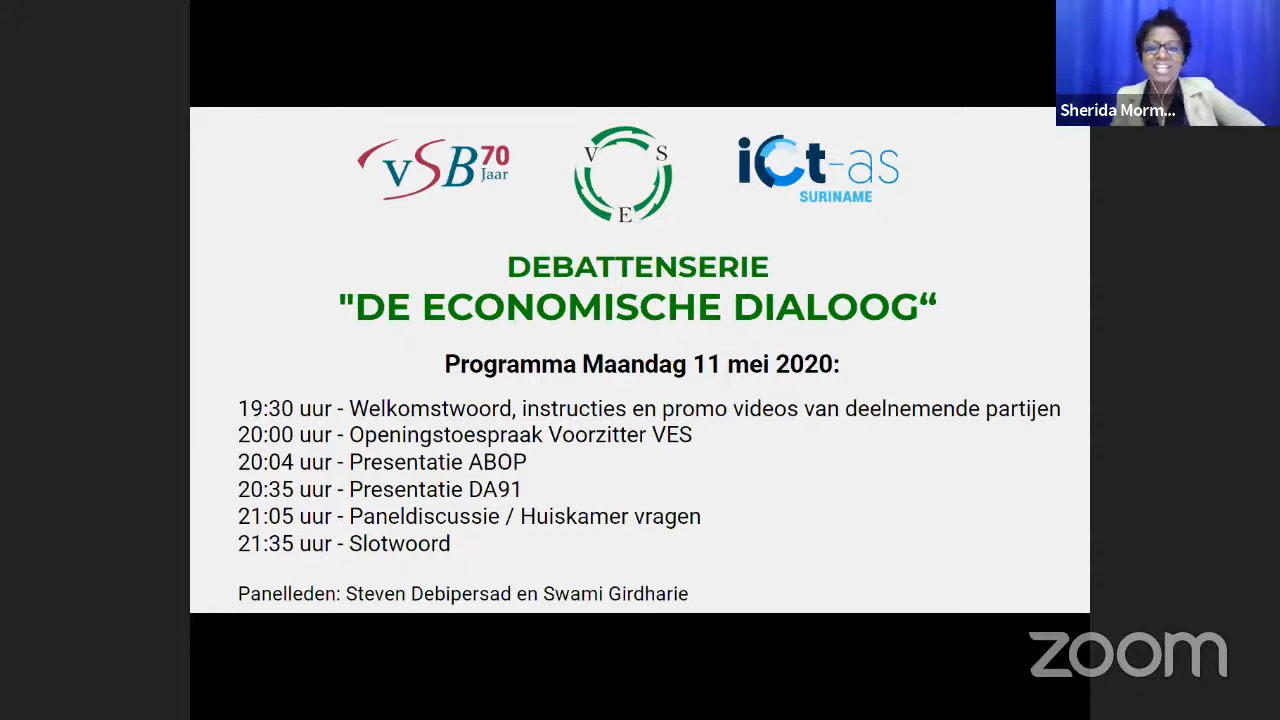 Sherida Morm...
VSB 70 Jaar
V S E
ict-as
SURINAME
DEBATTENSERIE
"DE ECONOMISCHE DIALOOG“
Programma Maandag 11 mei 2020:
19:30 uur - Welkomstwoord, instructies en promo videos van deelnemende partijen
20:00 uur - Openingstoespraak Voorzitter VES
20:04 uur - Presentatie ABOP
20:35 uur - Presentatie DA91
21:05 uur - Paneldiscussie / Huiskamer vragen
21:35 uur - Slotwoord
Panelleden: Steven Debipersad en Swami Girdharie
zoom